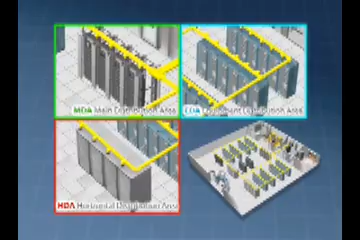 MDA Main Distribution Area
EDA Equipment Distribution Area
HDA Horizontal Distribution Area